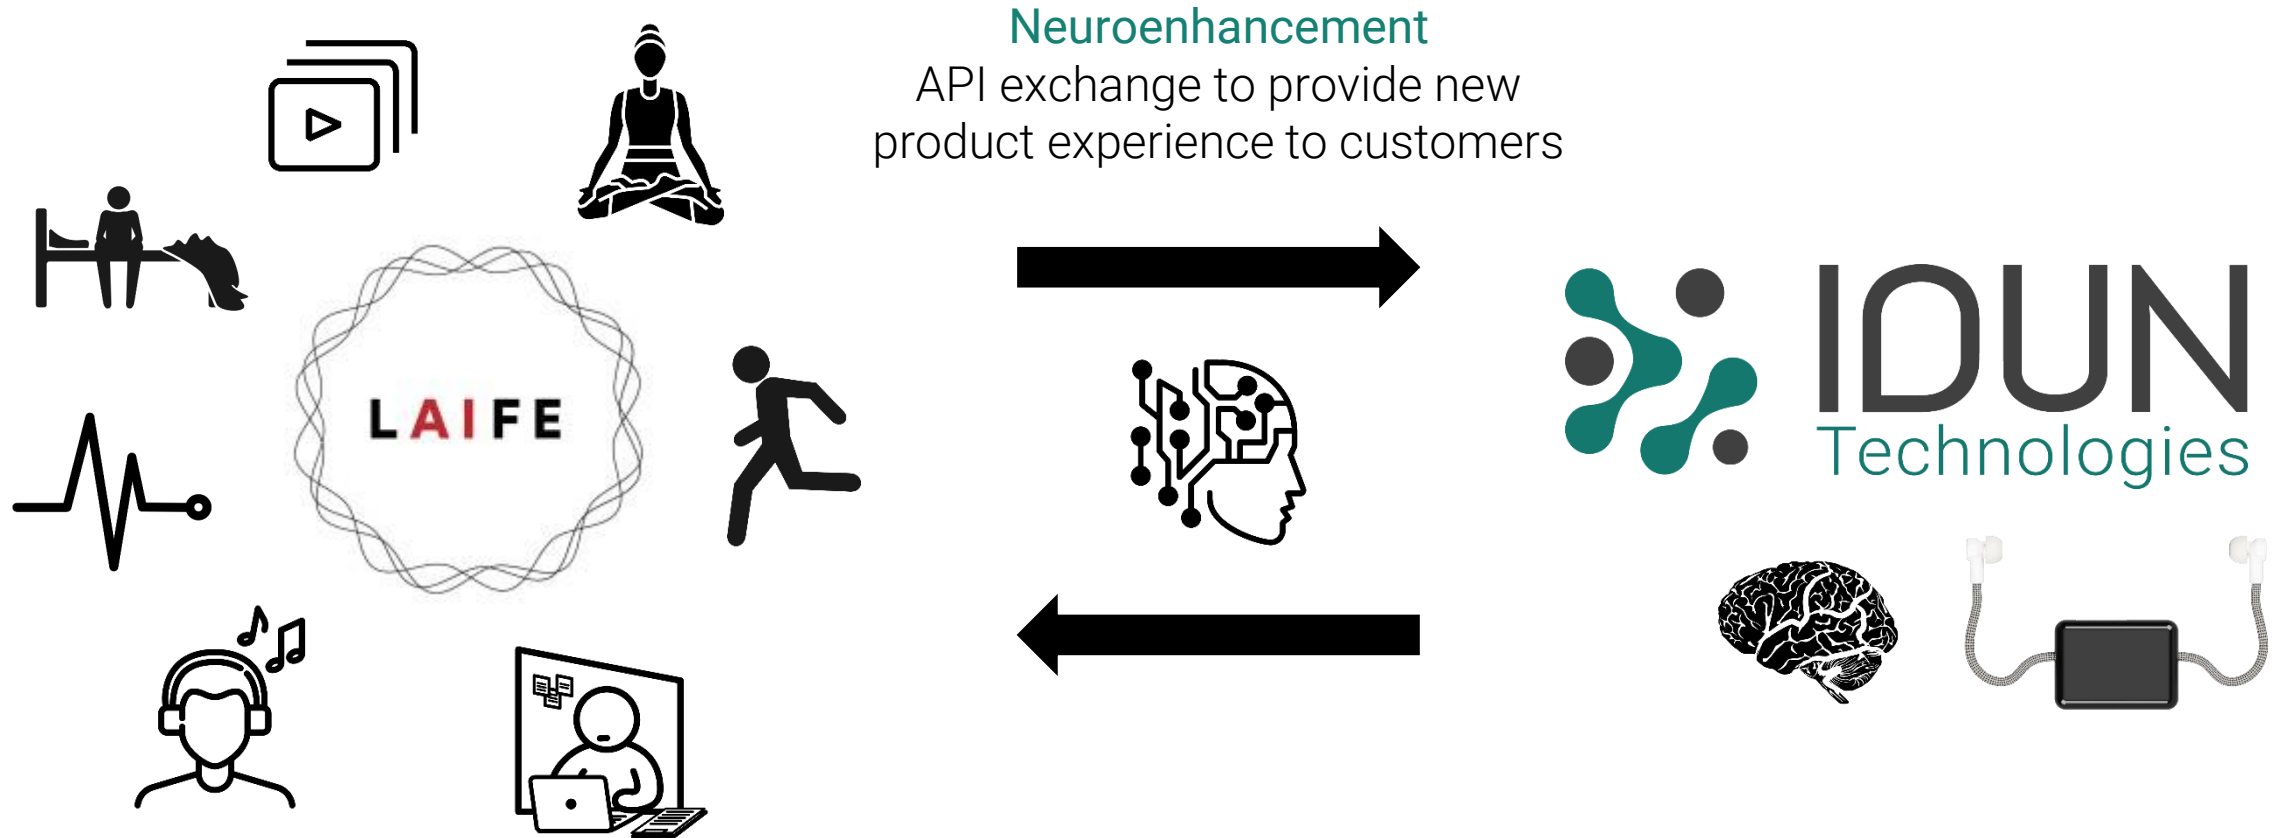 Neuroenhancement
API exchange to provide new
product experience to customers
LAIFE
IDUN
Technologies